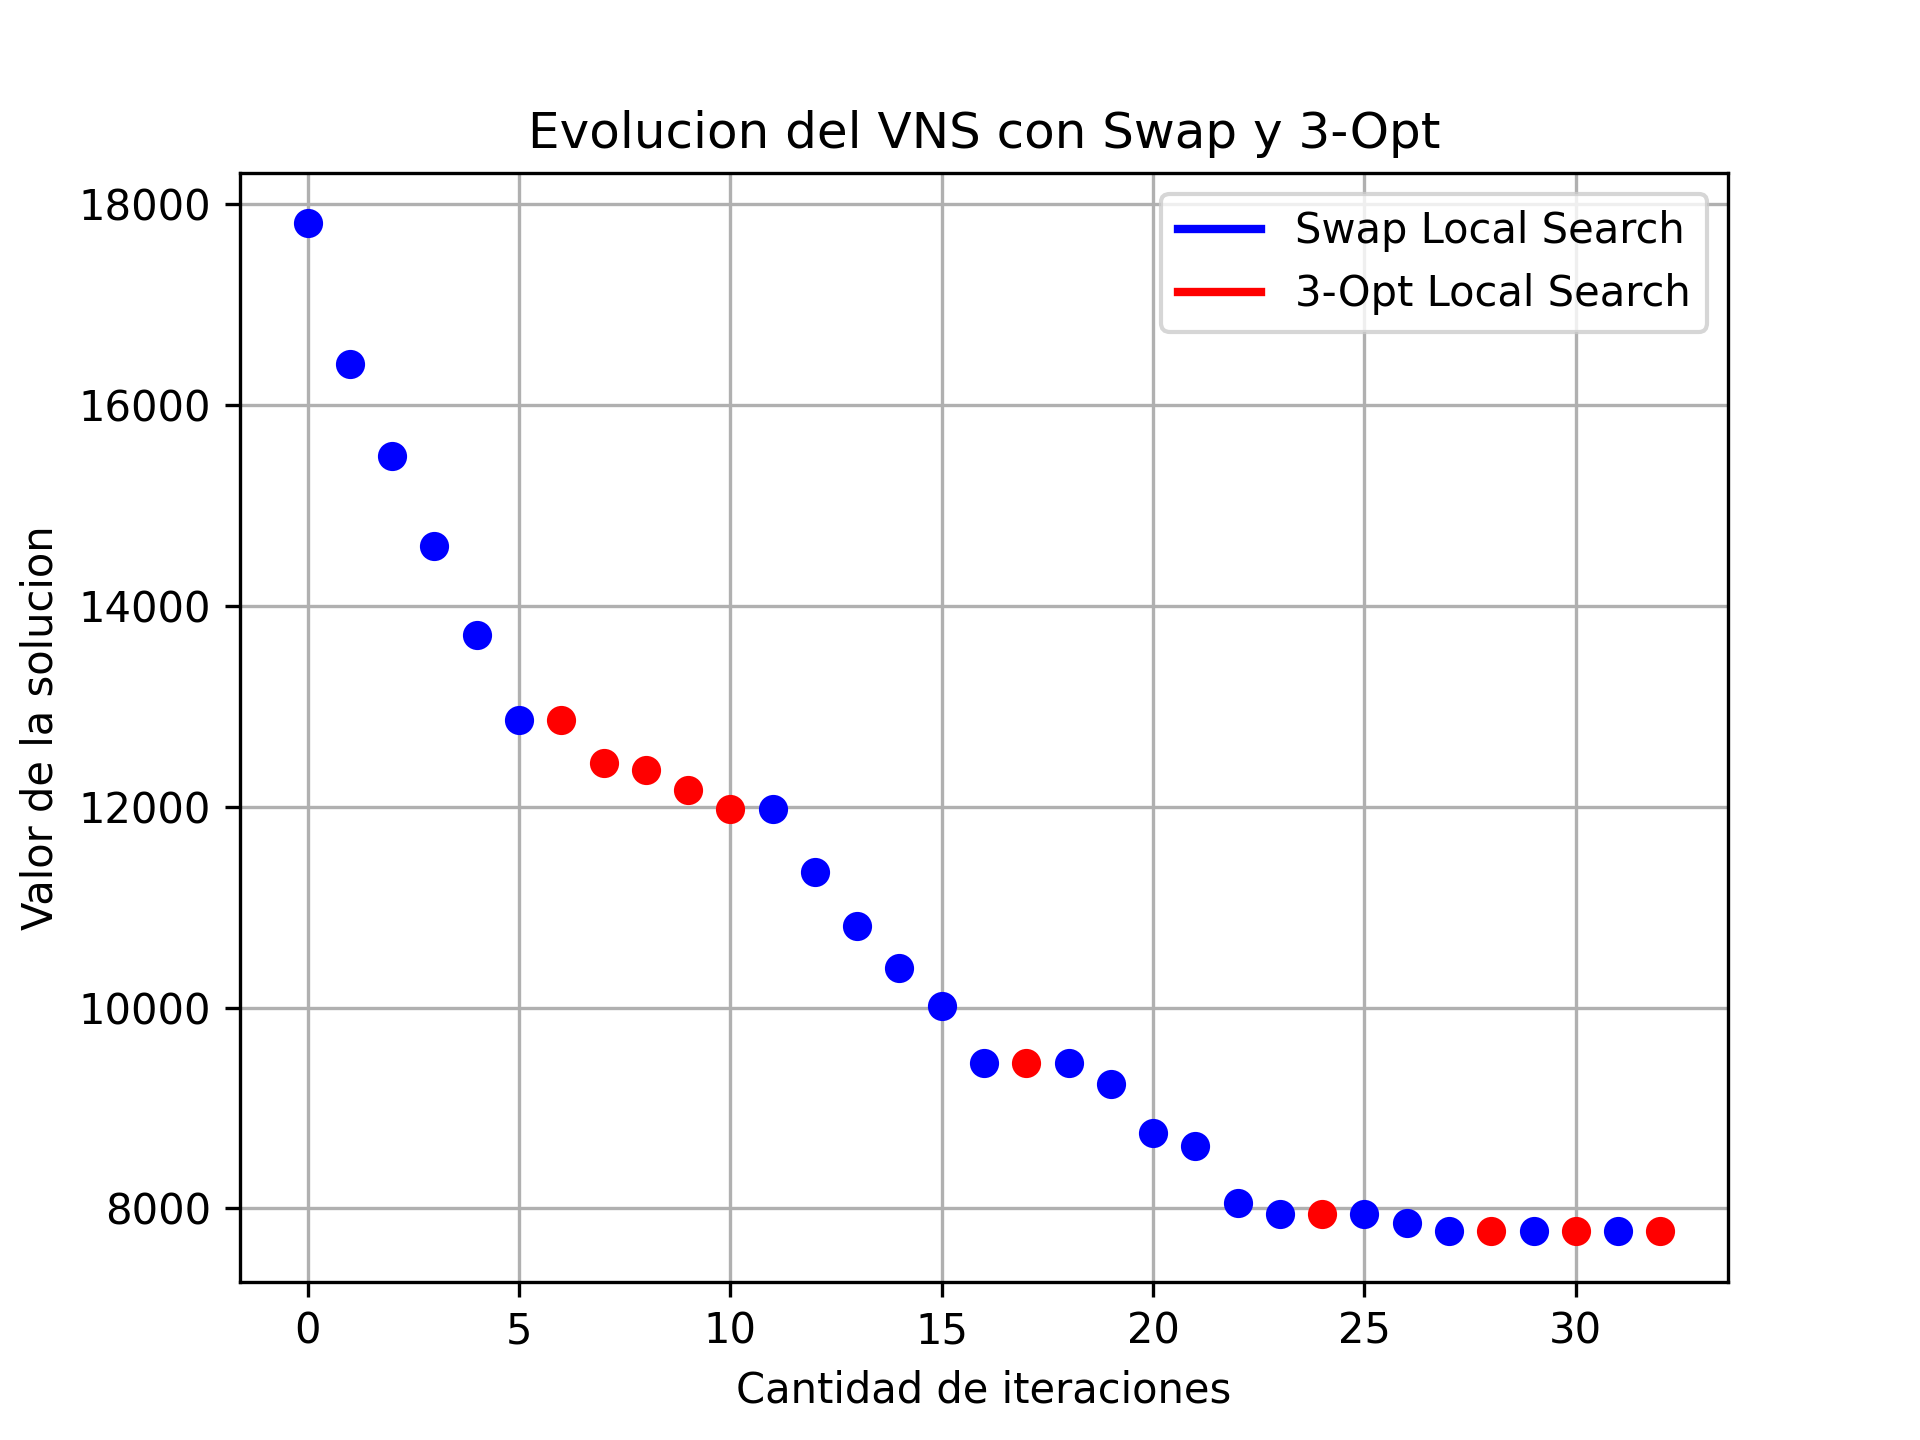 Evolucion del VNS con Swap y 3-Opt
Swap Local Search
3-Opt Local Search
Valor de la solucion
18000
16000
14000
12000
10000
8000
0 5 10 15 20 25 30
Cantidad de iteraciones